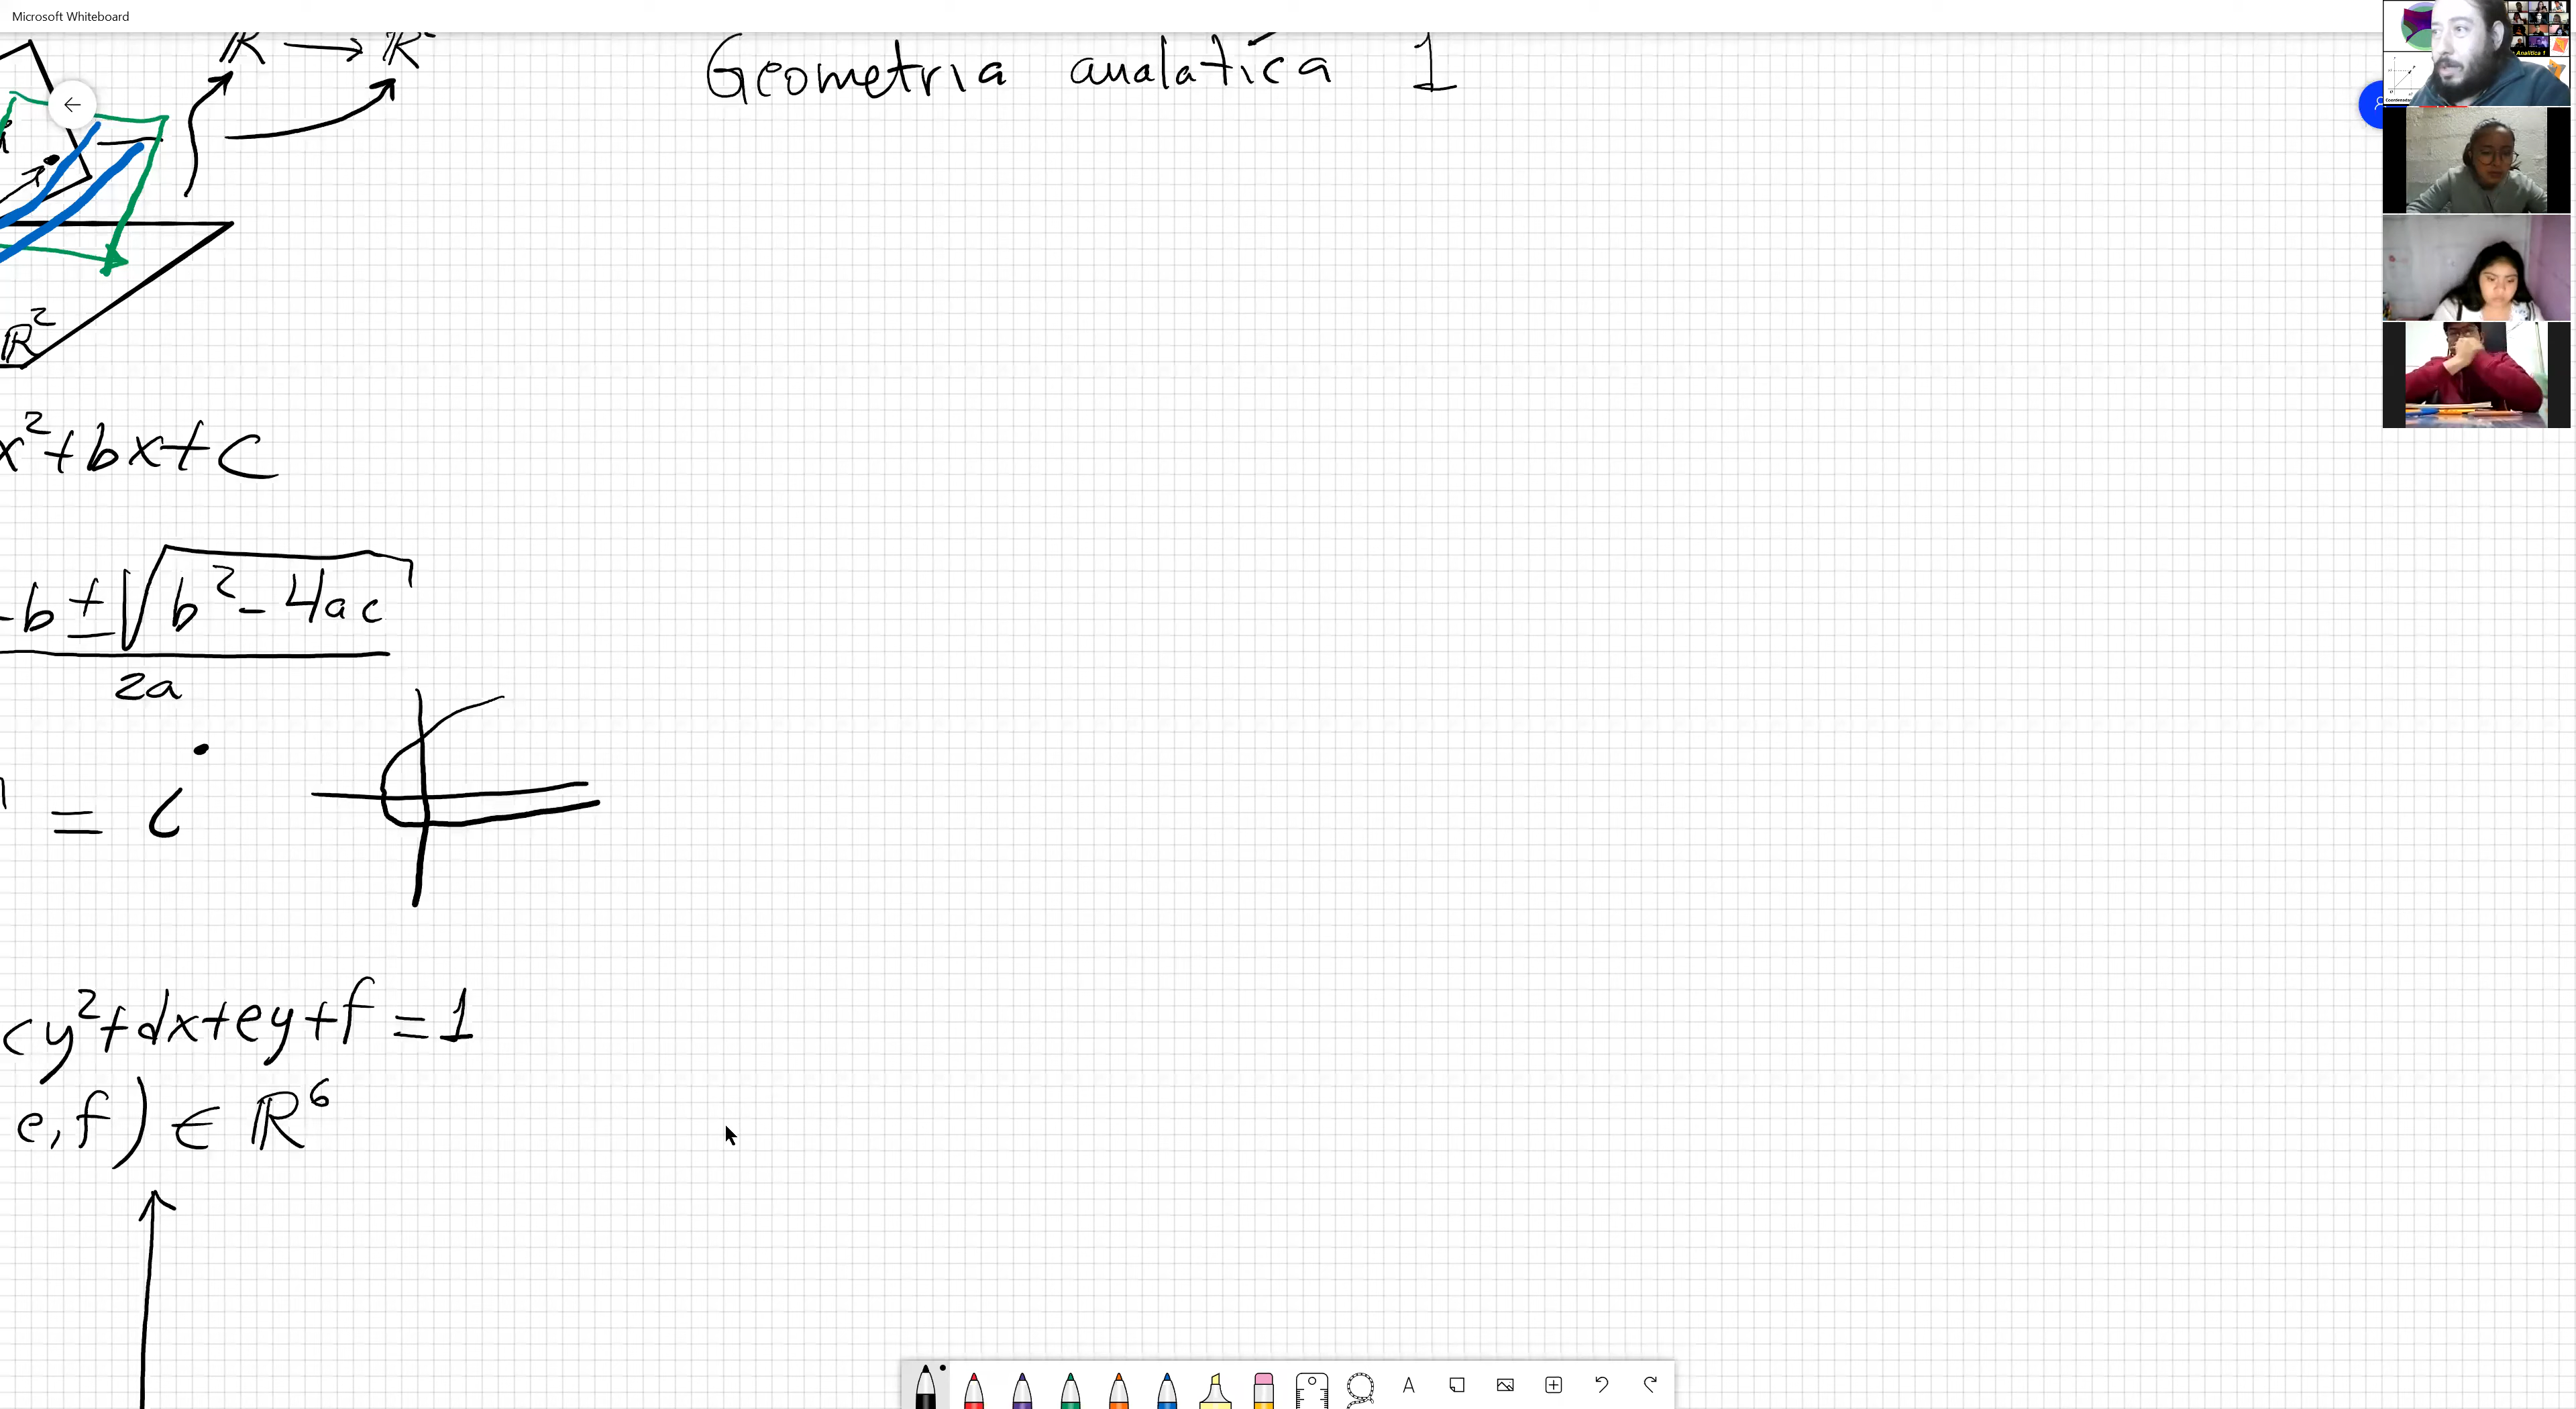 Microsoft Whiteboard
ℝ → ℝ
Geometria analatica 1
ℝ²
x²+bx+c
-b ± √b² - 4ac
2a
= i
cy²+dx+ey+f = 1
e,f) ∈ ℝ⁶